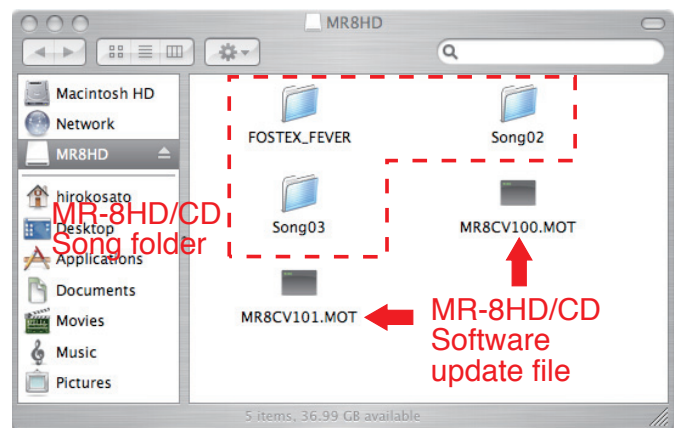 MR8HD
Macintosh HD
Network
MR8HD
hirokosato
Desktop
Applications
Documents
Movies
Music
Pictures
MR-8HD/CD
Song folder
FOSTEX_FEVER
Song02
Song03
MR8CV100.MOT
MR8CV101.MOT
MR-8HD/CD
Software
update file
5 items, 36.99 GB available